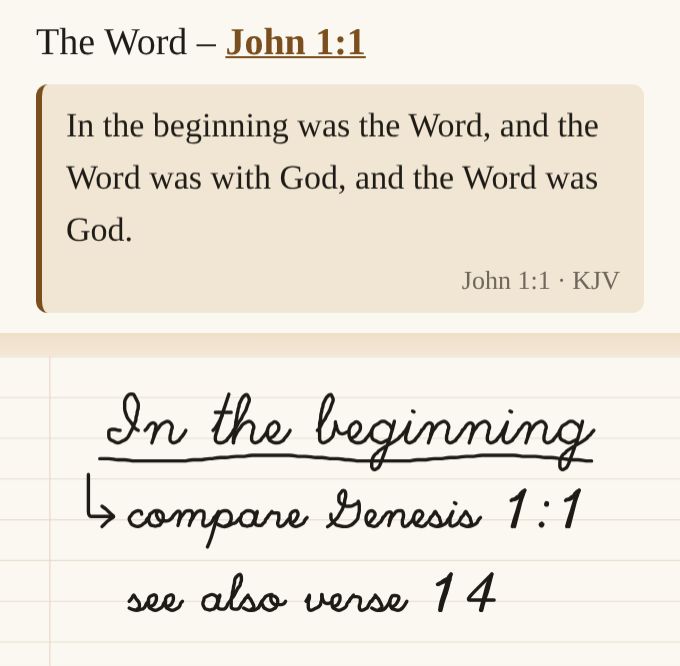 The Word – John 1:1
In the beginning was the Word, and the
Word was with God, and the Word was
God.
John 1:1 · KJV
In the beginning
compare Genesis 1:1
see also verse 14